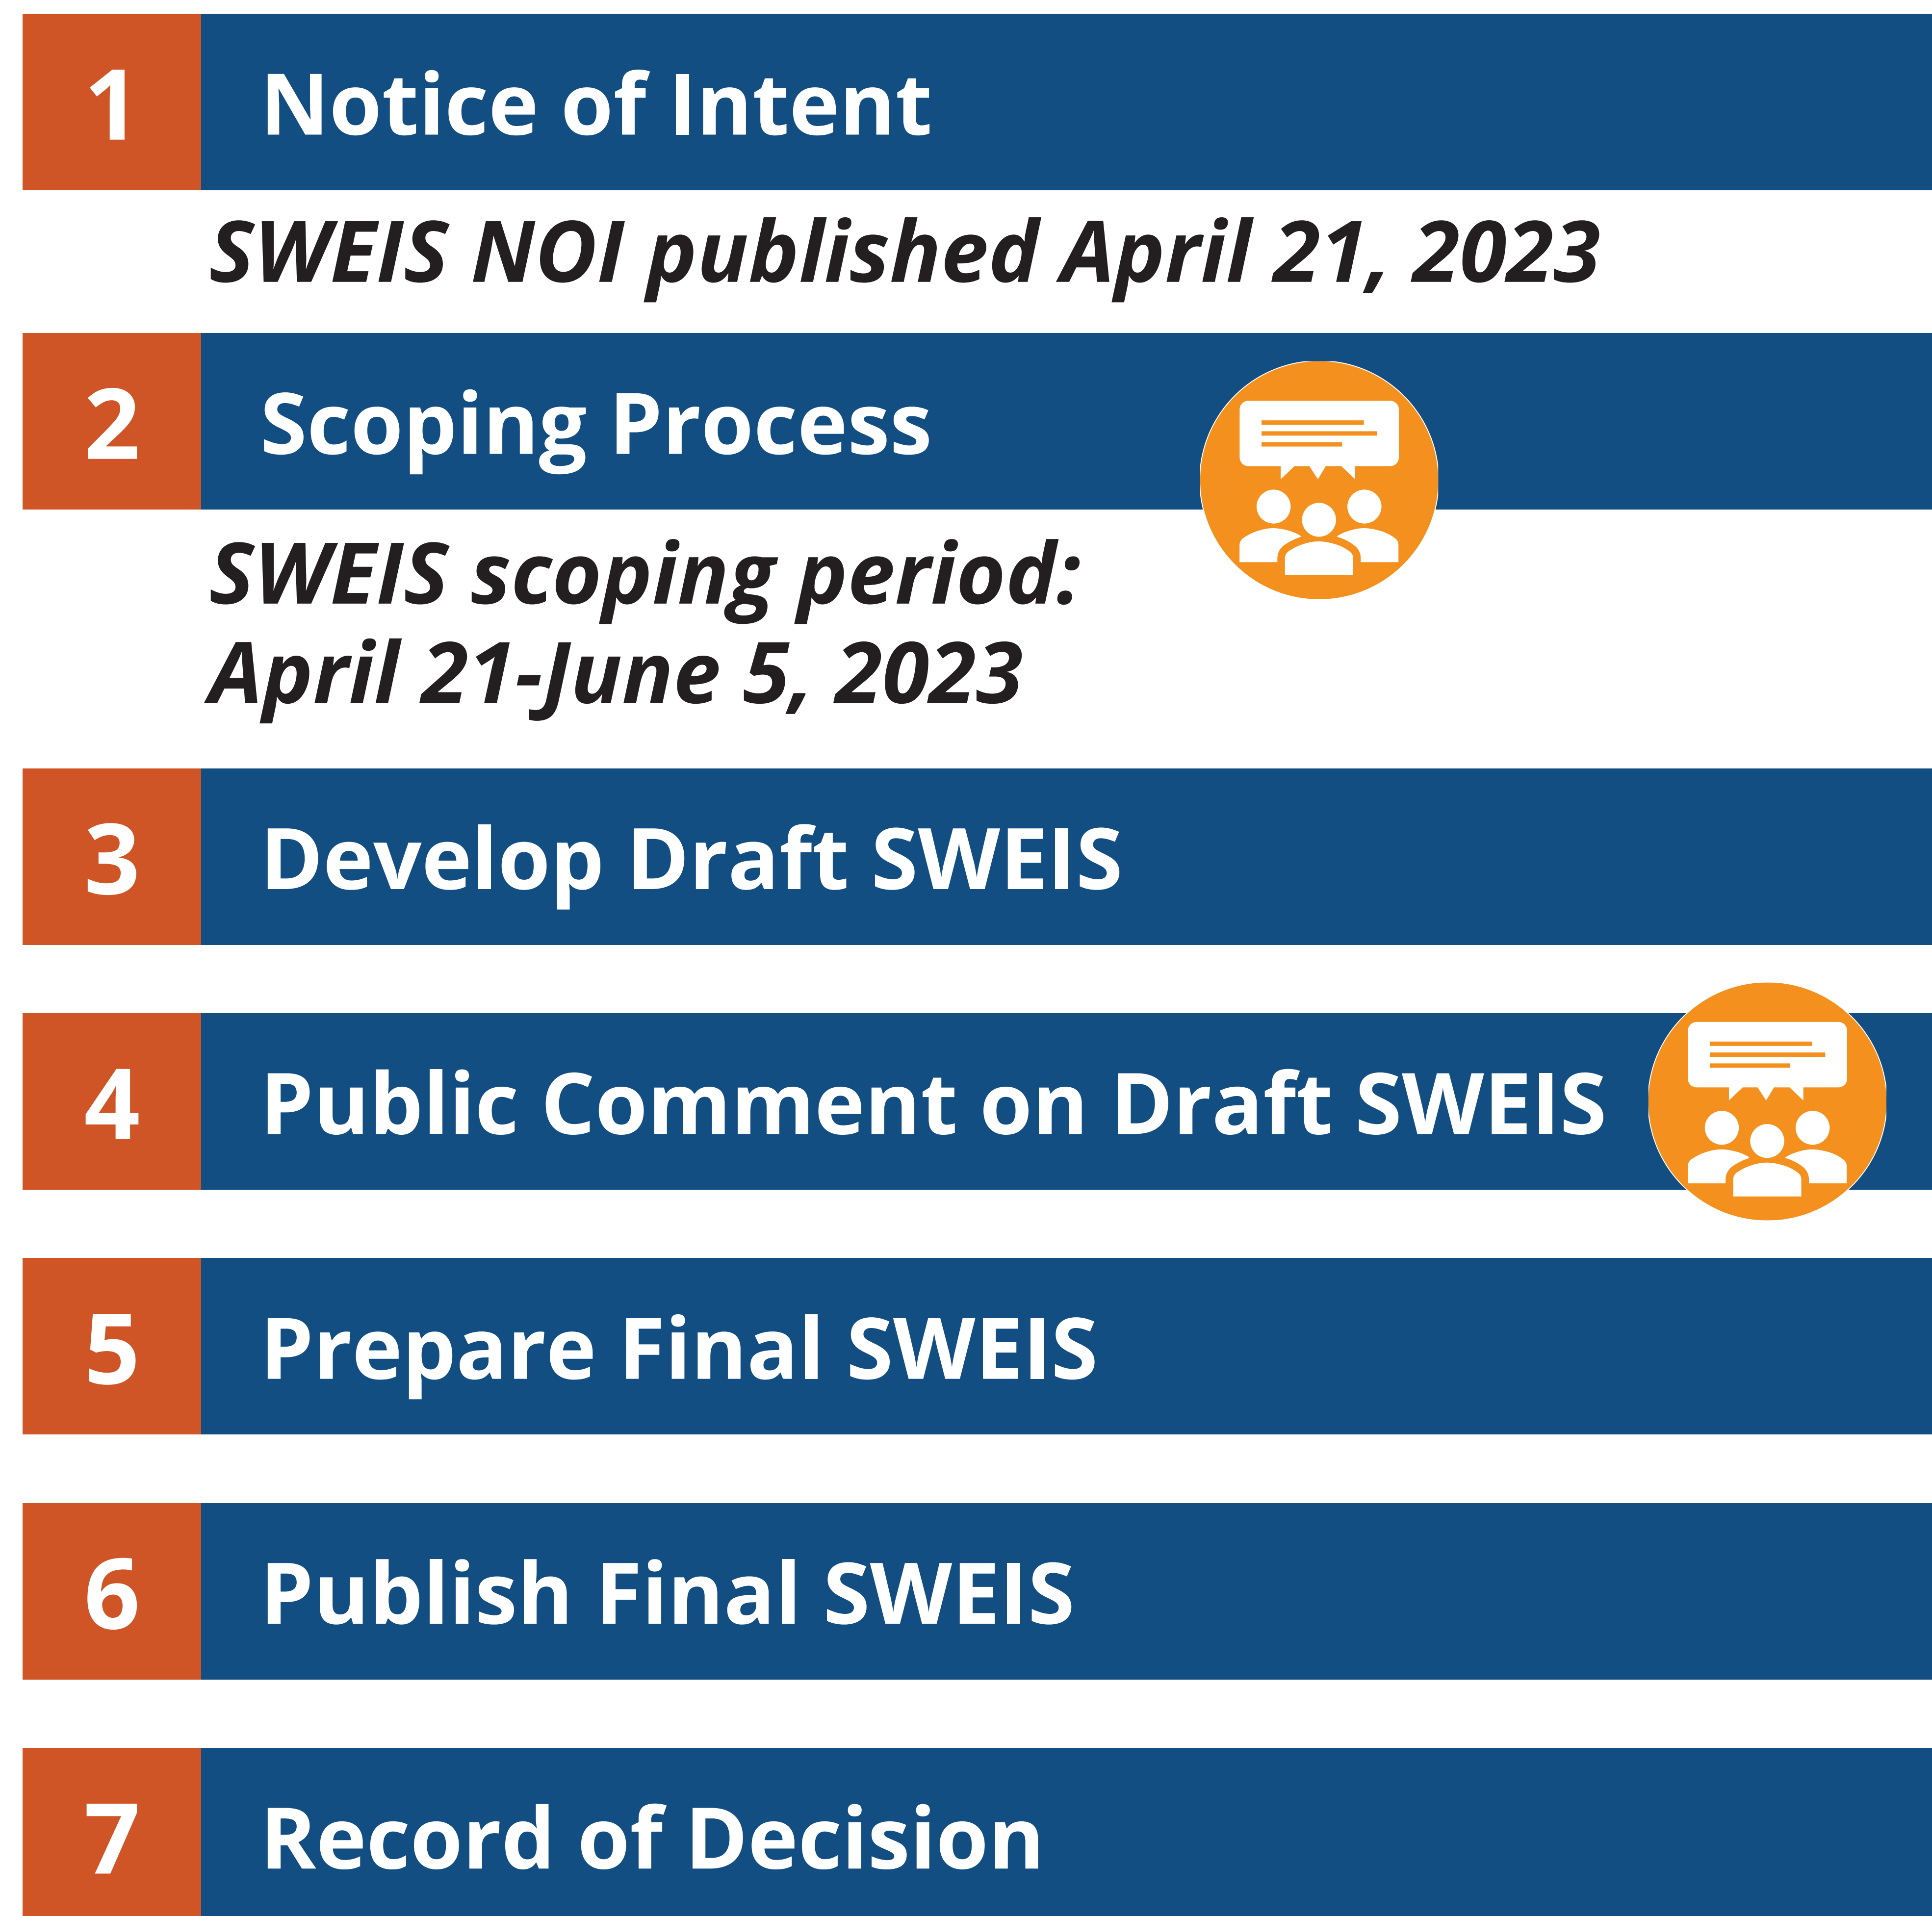 1 Notice of Intent
SWEIS NOI published April 21, 2023
2 Scoping Process
SWEIS scoping period:
April 21-June 5, 2023
3 Develop Draft SWEIS
4 Public Comment on Draft SWEIS
5 Prepare Final SWEIS
6 Publish Final SWEIS
7 Record of Decision